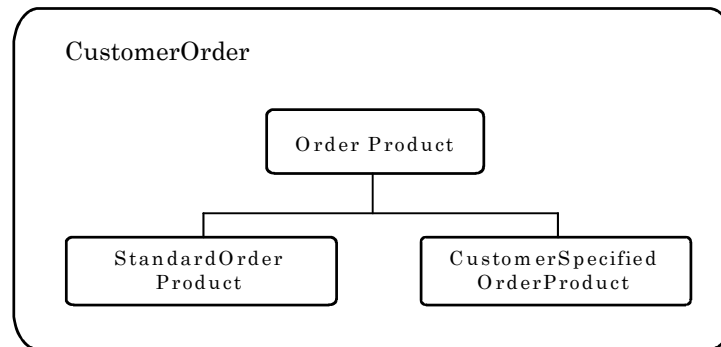 CustomerOrder
Order Product
StandardOrder
Product
CustomerSpecified
OrderProduct